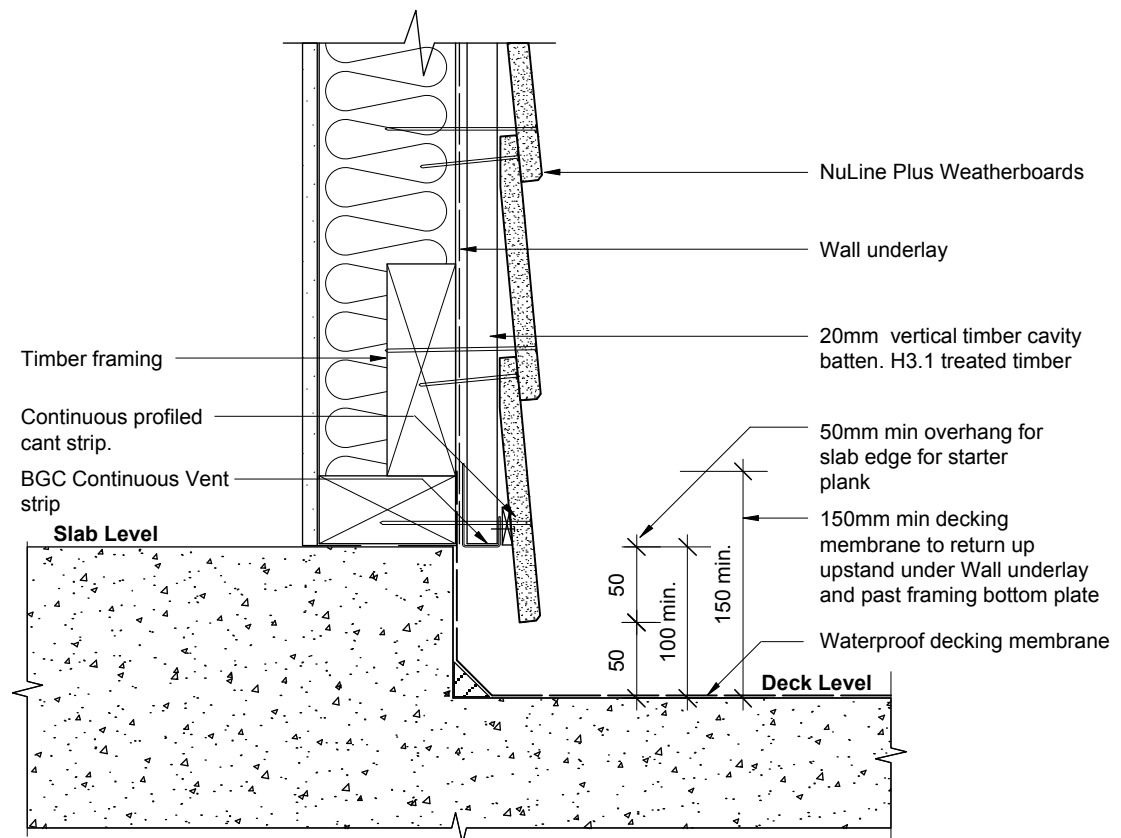 NuLine Plus Weatherboards
Wall underlay
20mm vertical timber cavity
batten. H3.1 treated timber
Timber framing
Continuous profiled
cant strip.
BGC Continuous Vent
strip
Slab Level
50mm min overhang for
slab edge for starter
plank
150mm min decking
membrane to return up
upstand under Wall underlay
and past framing bottom plate
Waterproof decking membrane
50
50
100 min.
150 min.
Deck Level